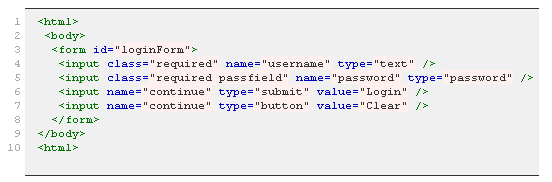 1 <html>
2 <body>
3 <form id="loginForm">
4 <input class="required" name="username" type="text" />
5 <input class="required passfield" name="password" type="password" />
6 <input name="continue" type="submit" value="Login" />
7 <input name="continue" type="button" value="Clear" />
8 </form>
9 </body>
10 <html>